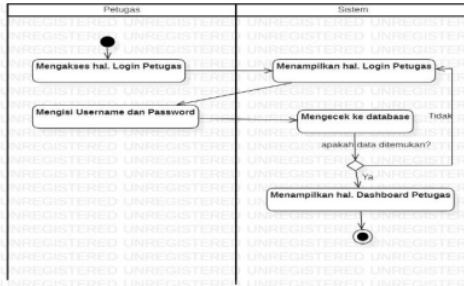 Petugas
Sistem
Mengakses hal. Login Petugas
Menampilkan hal. Login Petugas
Mengisi Username dan Password
Mengecek ke database
Tidak
apakah data ditemukan?
Ya
Menampilkan hal. Dashboard Petugas